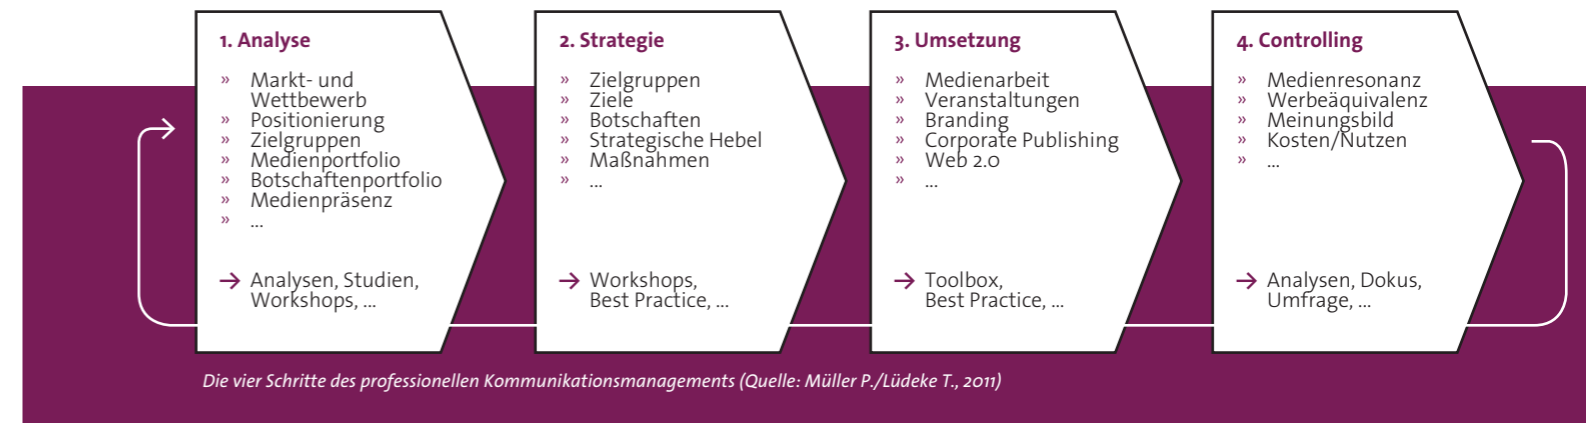 1. Analyse
» Markt- und
Wettbewerb
» Positionierung
» Zielgruppen
» Medienportfolio
» Botschaftenportfolio
» Medienpräsenz
» ...
→ Analysen, Studien,
Workshops, ...
2. Strategie
» Zielgruppen
» Ziele
» Botschaften
» Strategische Hebel
» Maßnahmen
» ...
→ Workshops,
Best Practice, ...
3. Umsetzung
» Medienarbeit
» Veranstaltungen
» Branding
» Corporate Publishing
» Web 2.0
» ...
→ Toolbox,
Best Practice, ...
4. Controlling
» Medienresonanz
» Werbeäquivalenz
» Meinungsbild
» Kosten/Nutzen
» ...
→ Analysen, Dokus,
Umfrage, ...
Die vier Schritte des professionellen Kommunikationsmanagements (Quelle: Müller P./Lüdeke T., 2011)